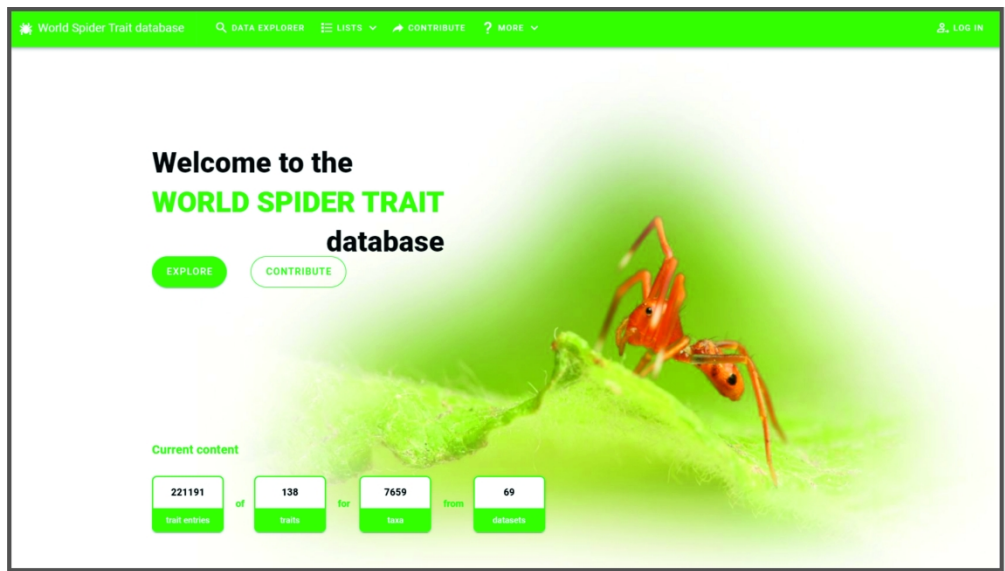 World Spider Trait database DATA EXPLORER LISTS CONTRIBUTE ? MORE LOG IN
Welcome to the
WORLD SPIDER TRAIT
database
EXPLORE CONTRIBUTE
Current content
221191 138 7659 69
of for from
trait entries traits taxa datasets